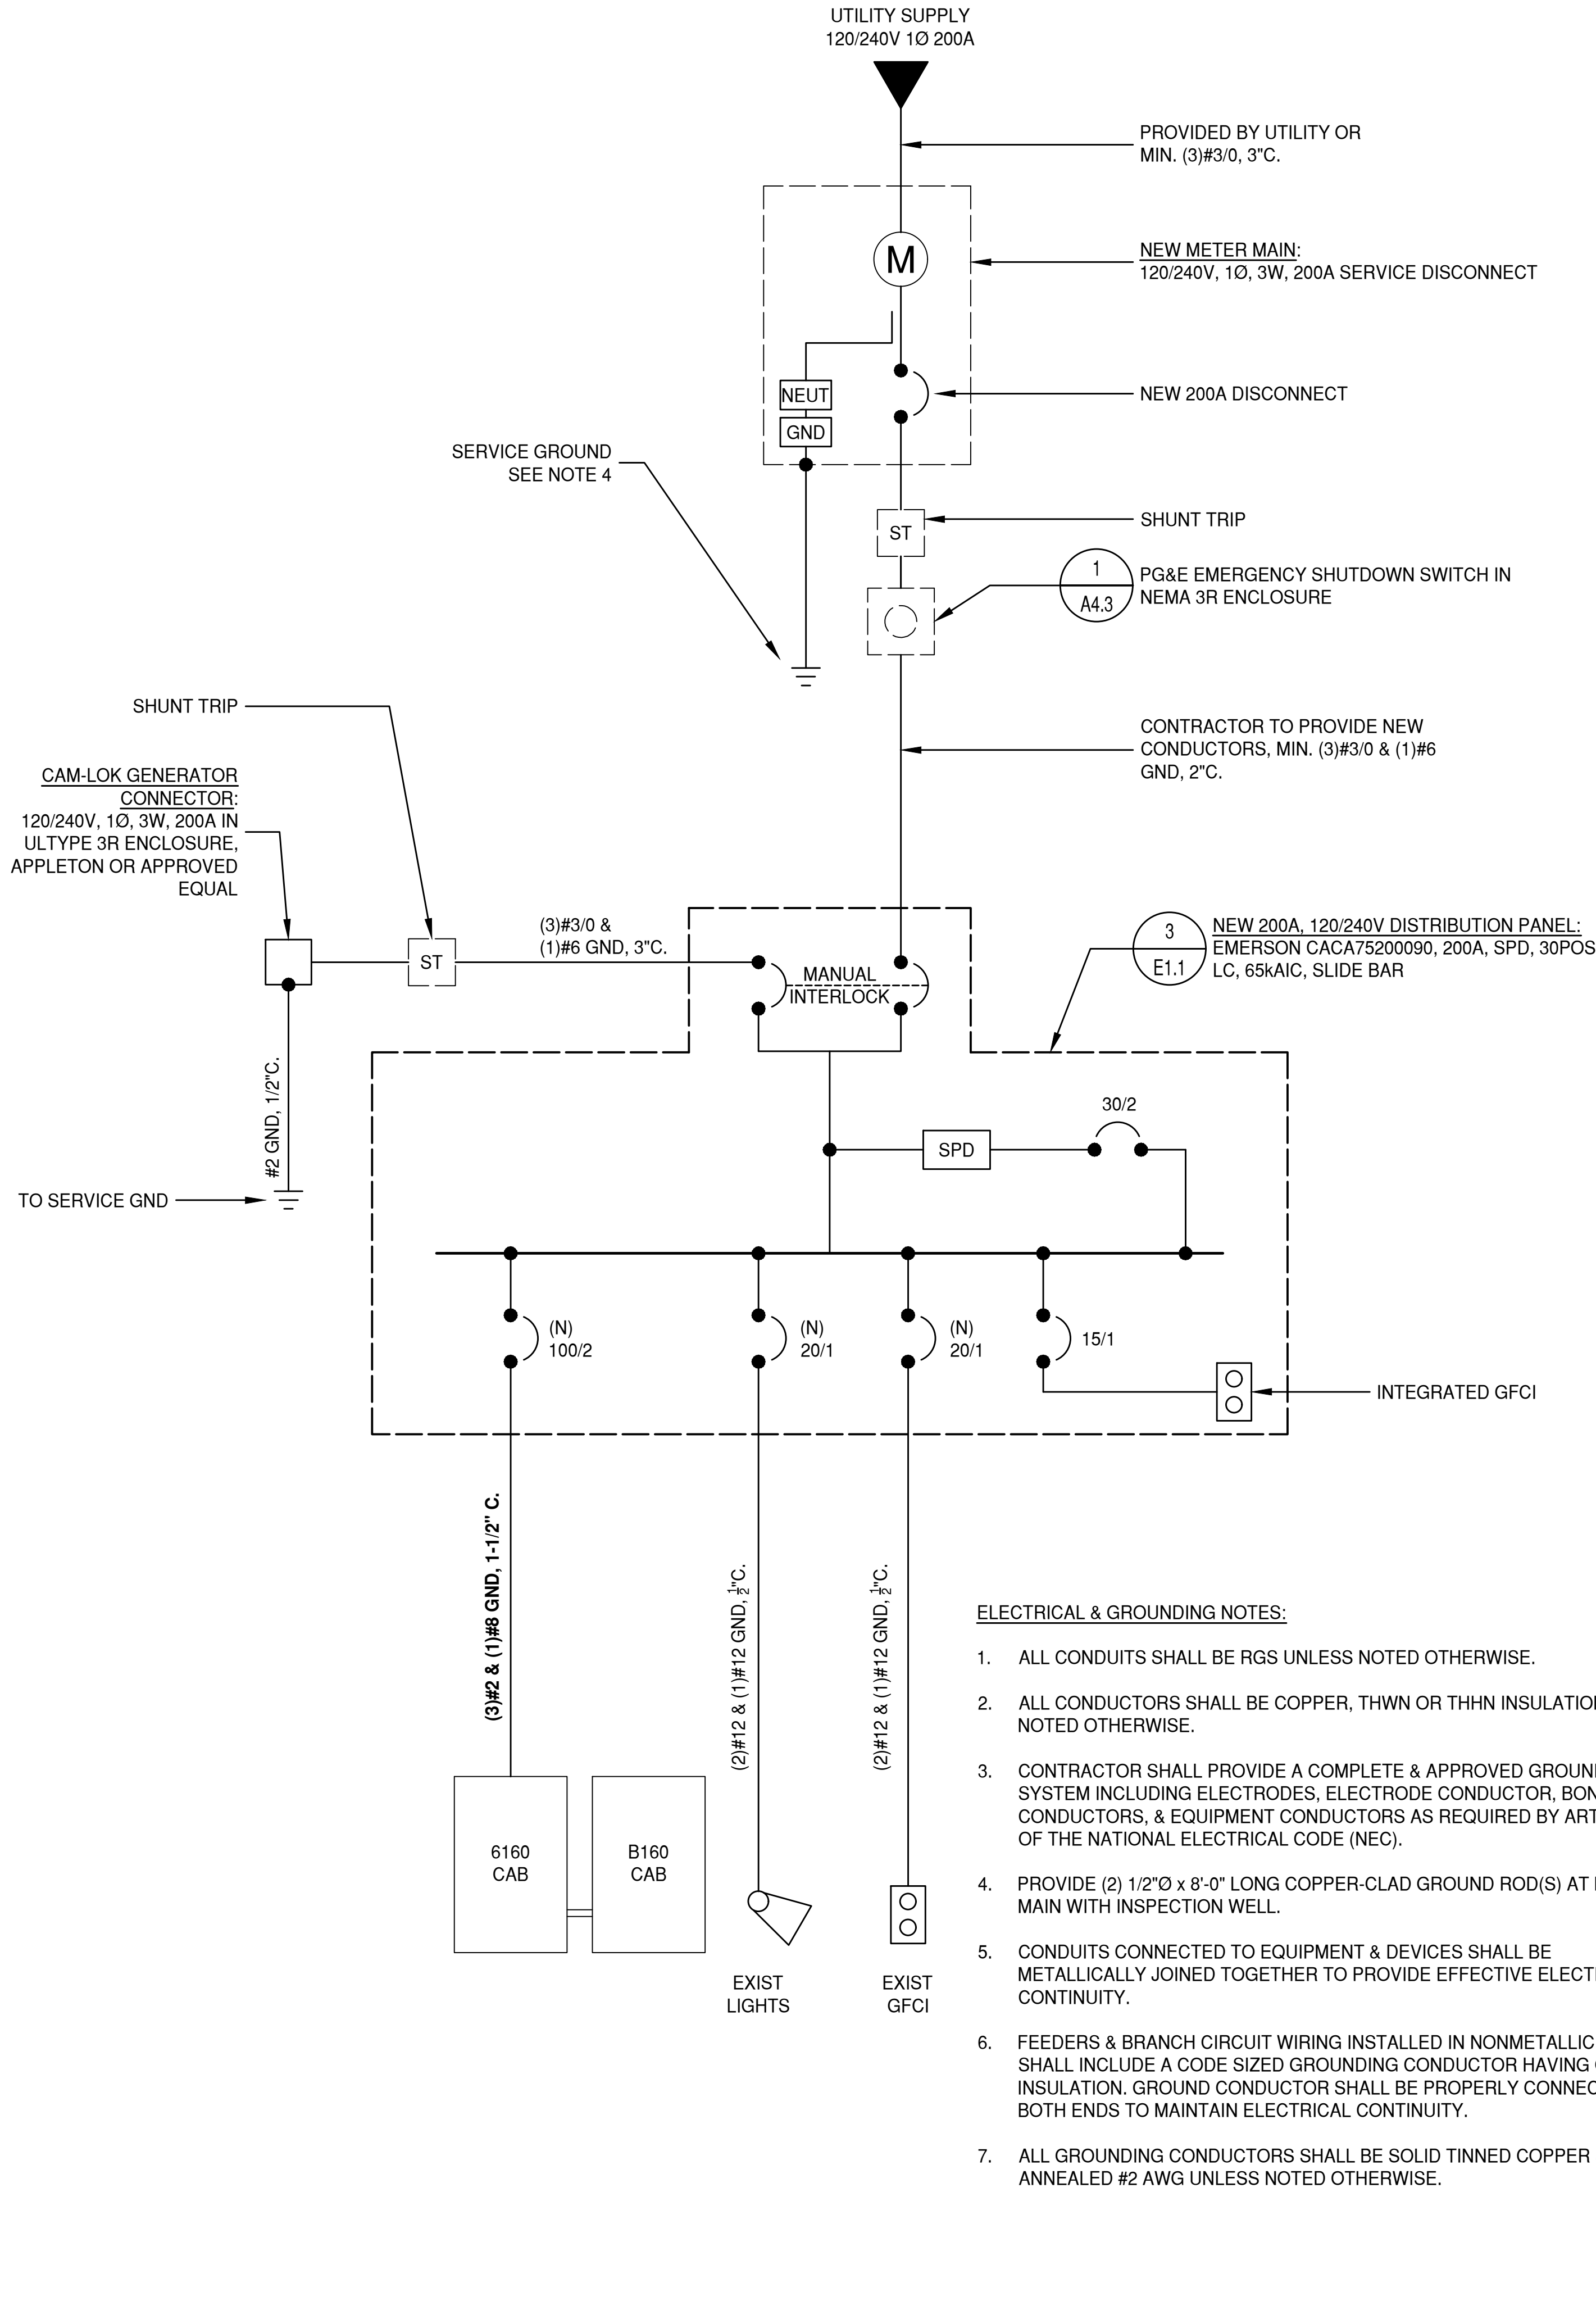 UTILITY SUPPLY
120/240V 1Ø 200A
PROVIDED BY UTILITY OR
MIN. (3)#3/0, 3"C.
M
NEW METER MAIN:
120/240V, 1Ø, 3W, 200A SERVICE DISCONNECT
NEUT
GND
NEW 200A DISCONNECT
SERVICE GROUND
SEE NOTE 4
ST
SHUNT TRIP
1
A4.3
PG&E EMERGENCY SHUTDOWN SWITCH IN
NEMA 3R ENCLOSURE
SHUNT TRIP
CONTRACTOR TO PROVIDE NEW
CONDUCTORS, MIN. (3)#3/0 & (1)#6
GND, 2"C.
CAM-LOK GENERATOR
CONNECTOR:
120/240V, 1Ø, 3W, 200A IN
ULTYPE 3R ENCLOSURE,
APPLETON OR APPROVED
EQUAL
ST
(3)#3/0 &
(1)#6 GND, 3"C.
MANUAL
INTERLOCK
3
E1.1
NEW 200A, 120/240V DISTRIBUTION PANEL:
EMERSON CACA75200090, 200A, SPD, 30POS
LC, 65kAIC, SLIDE BAR
#2 GND, 1/2"C.
TO SERVICE GND
SPD
30/2
(N)
100/2
(N)
20/1
(N)
20/1
15/1
INTEGRATED GFCI
(3)#2 & (1)#8 GND, 1-1/2" C.
(2)#12 & (1)#12 GND, 1/2"C.
(2)#12 & (1)#12 GND, 1/2"C.
6160
CAB
B160
CAB
EXIST
LIGHTS
EXIST
GFCI
ELECTRICAL & GROUNDING NOTES:
1. ALL CONDUITS SHALL BE RGS UNLESS NOTED OTHERWISE.
2. ALL CONDUCTORS SHALL BE COPPER, THWN OR THHN INSULATION
NOTED OTHERWISE.
3. CONTRACTOR SHALL PROVIDE A COMPLETE & APPROVED GROUN
SYSTEM INCLUDING ELECTRODES, ELECTRODE CONDUCTOR, BON
CONDUCTORS, & EQUIPMENT CONDUCTORS AS REQUIRED BY ART
OF THE NATIONAL ELECTRICAL CODE (NEC).
4. PROVIDE (2) 1/2"Ø x 8'-0" LONG COPPER-CLAD GROUND ROD(S) AT
MAIN WITH INSPECTION WELL.
5. CONDUITS CONNECTED TO EQUIPMENT & DEVICES SHALL BE
METALLICALLY JOINED TOGETHER TO PROVIDE EFFECTIVE ELECT
CONTINUITY.
6. FEEDERS & BRANCH CIRCUIT WIRING INSTALLED IN NONMETALLIC
SHALL INCLUDE A CODE SIZED GROUNDING CONDUCTOR HAVING
INSULATION. GROUND CONDUCTOR SHALL BE PROPERLY CONNEC
BOTH ENDS TO MAINTAIN ELECTRICAL CONTINUITY.
7. ALL GROUNDING CONDUCTORS SHALL BE SOLID TINNED COPPER
ANNEALED #2 AWG UNLESS NOTED OTHERWISE.